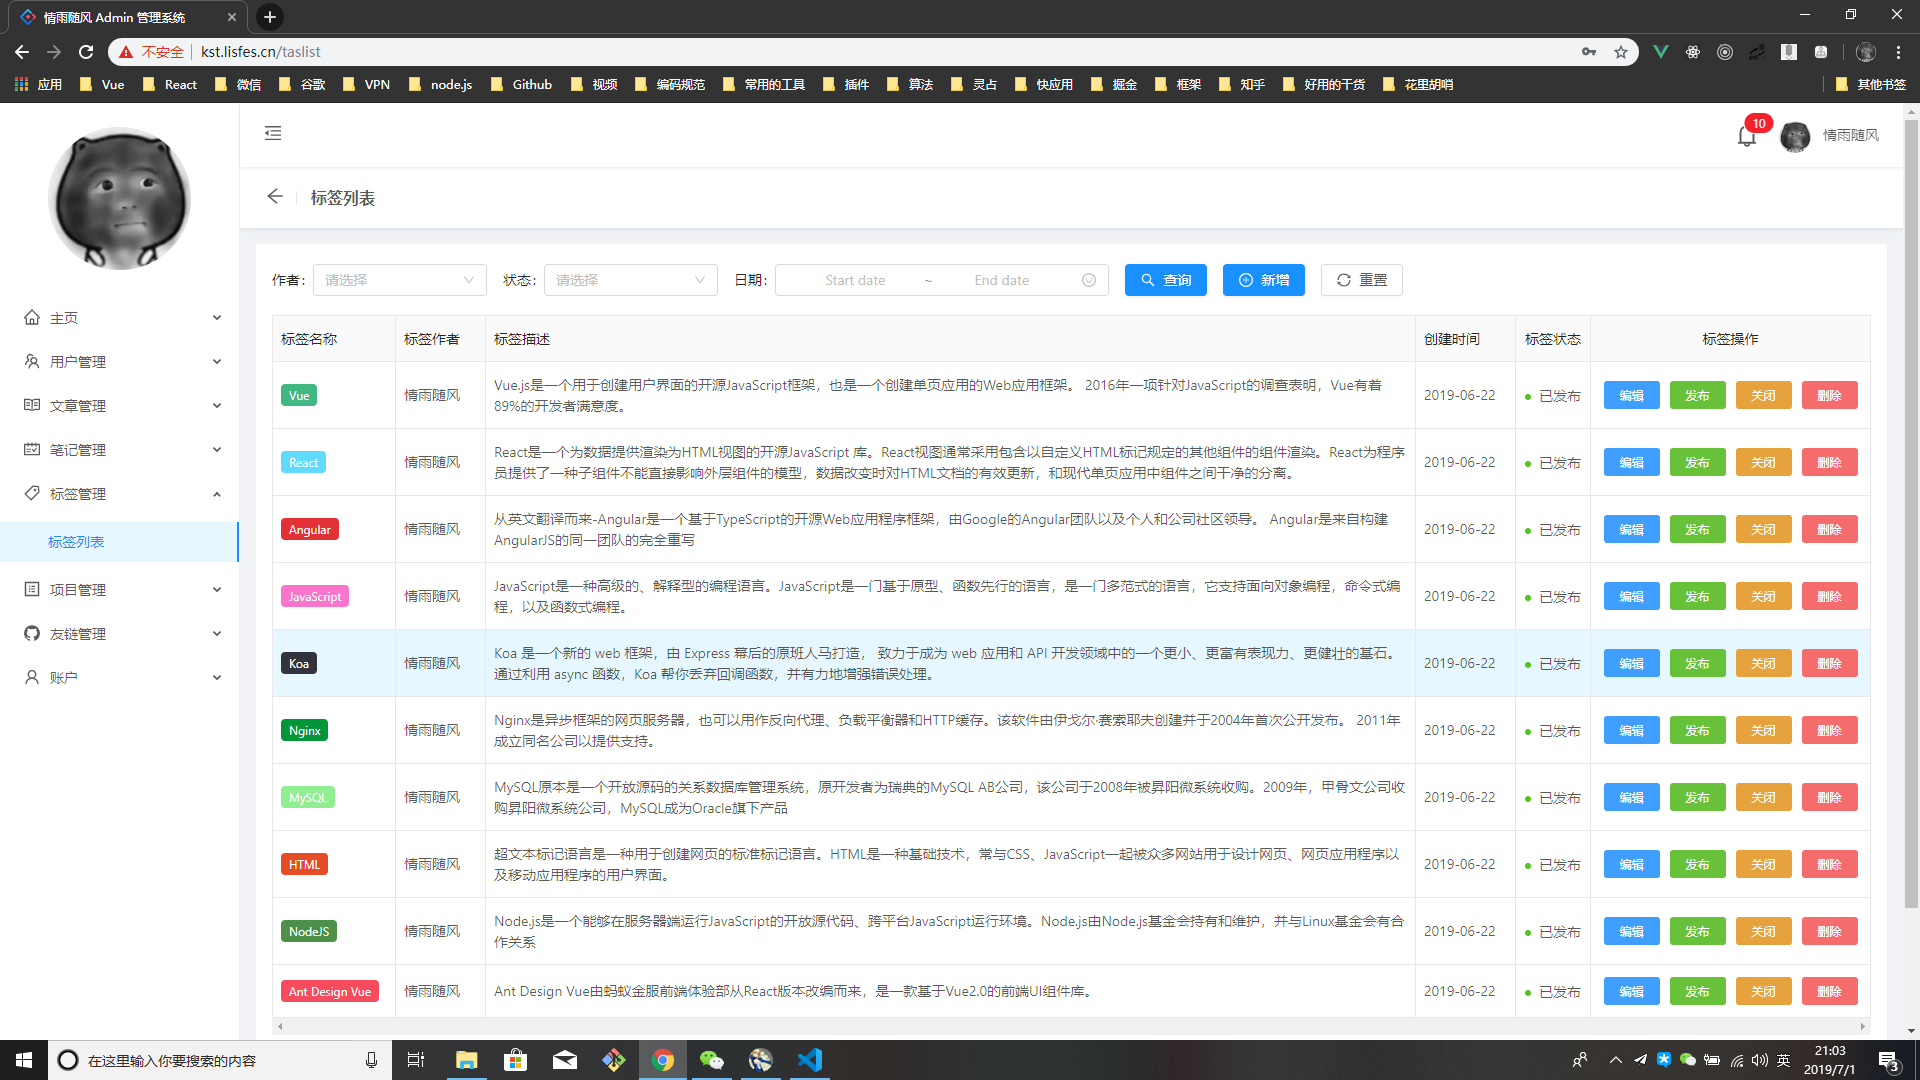 情雨随风 Admin 管理系统
不安全 kst.lisfes.cn/taslist
应用 Vue React 微信 谷歌 VPN node.js Github 视频 编码规范 常用的工具 插件 算法 灵占 快应用 掘金 框架 知乎 好用的干货 花里胡哨 其他书签
10 情雨随风
标签列表
主页
用户管理
文章管理
笔记管理
标签管理
标签列表
项目管理
友链管理
账户
作者: 请选择 状态: 请选择 日期: Start date ~ End date 查询 新增 重置
标签名称 标签作者 标签描述 创建时间 标签状态 标签操作
Vue 情雨随风 Vue.js是一个用于创建用户界面的开源JavaScript框架，也是一个创建单页应用的Web应用框架。 2016年一项针对JavaScript的调查表明，Vue有着
89%的开发者满意度。 2019-06-22 已发布 编辑 发布 关闭 删除
React 情雨随风 React是一个为数据提供渲染为HTML视图的开源JavaScript 库。React视图通常采用包含以自定义HTML标记规定的其他组件的组件渲染。React为程序
员提供了一种子组件不能直接影响外层组件的模型，数据改变时对HTML文档的有效更新，和现代单页应用中组件之间干净的分离。 2019-06-22 已发布 编辑 发布 关闭 删除
Angular 情雨随风 从英文翻译而来-Angular是一个基于TypeScript的开源Web应用程序框架，由Google的Angular团队以及个人和公司社区领导。 Angular是来自构建
AngularJS的同一团队的完全重写 2019-06-22 已发布 编辑 发布 关闭 删除
JavaScript 情雨随风 JavaScript是一种高级的、解释型的编程语言。JavaScript是一门基于原型、函数先行的语言，是一门多范式的语言，它支持面向对象编程，命令式编
程，以及函数式编程。 2019-06-22 已发布 编辑 发布 关闭 删除
Koa 情雨随风 Koa 是一个新的 web 框架，由 Express 幕后的原班人马打造， 致力于成为 web 应用和 API 开发领域中的一个更小、更富有表现力、更健壮的基石。
通过利用 async 函数，Koa 帮你丢弃回调函数，并有力地增强错误处理。 2019-06-22 已发布 编辑 发布 关闭 删除
Nginx 情雨随风 Nginx是异步框架的网页服务器，也可以用作反向代理、负载平衡器和HTTP缓存。该软件由伊戈尔·赛索耶夫创建并于2004年首次公开发布。 2011年
成立同名公司以提供支持。 2019-06-22 已发布 编辑 发布 关闭 删除
MySQL 情雨随风 MySQL原本是一个开放源码的关系数据库管理系统，原开发者为瑞典的MySQL AB公司，该公司于2008年被昇阳微系统收购。2009年，甲骨文公司收
购昇阳微系统公司，MySQL成为Oracle旗下产品 2019-06-22 已发布 编辑 发布 关闭 删除
HTML 情雨随风 超文本标记语言是一种用于创建网页的标准标记语言。HTML是一种基础技术，常与CSS、JavaScript一起被众多网站用于设计网页、网页应用程序以
及移动应用程序的用户界面。 2019-06-22 已发布 编辑 发布 关闭 删除
NodeJS 情雨随风 Node.js是一个能够在服务器端运行JavaScript的开放源代码、跨平台JavaScript运行环境。Node.js由Node.js基金会持有和维护，并与Linux基金会有合
作关系 2019-06-22 已发布 编辑 发布 关闭 删除
Ant Design Vue 情雨随风 Ant Design Vue由蚂蚁金服前端体验部从React版本改编而来，是一款基于Vue2.0的前端UI组件库。 2019-06-22 已发布 编辑 发布 关闭 删除
在这里输入你要搜索的内容
英 21:03
2019/7/1 3